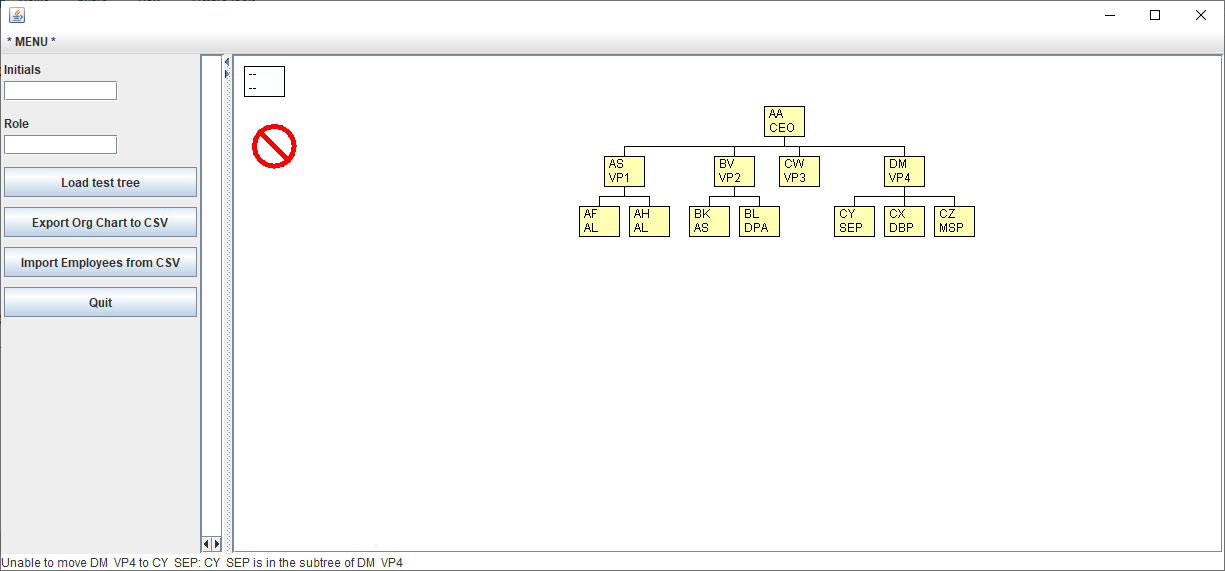 * MENU *
Initials
Role
Load test tree
Export Org Chart to CSV
Import Employees from CSV
Quit
--
--
AA
CEO
AS
VP1
BV
VP2
CW
VP3
DM
VP4
AF
AL
AH
AL
BK
AS
BL
DPA
CY
SEP
CX
DBP
CZ
MSP
Unable to move DM VP4 to CY SEP: CY SEP is in the subtree of DM VP4